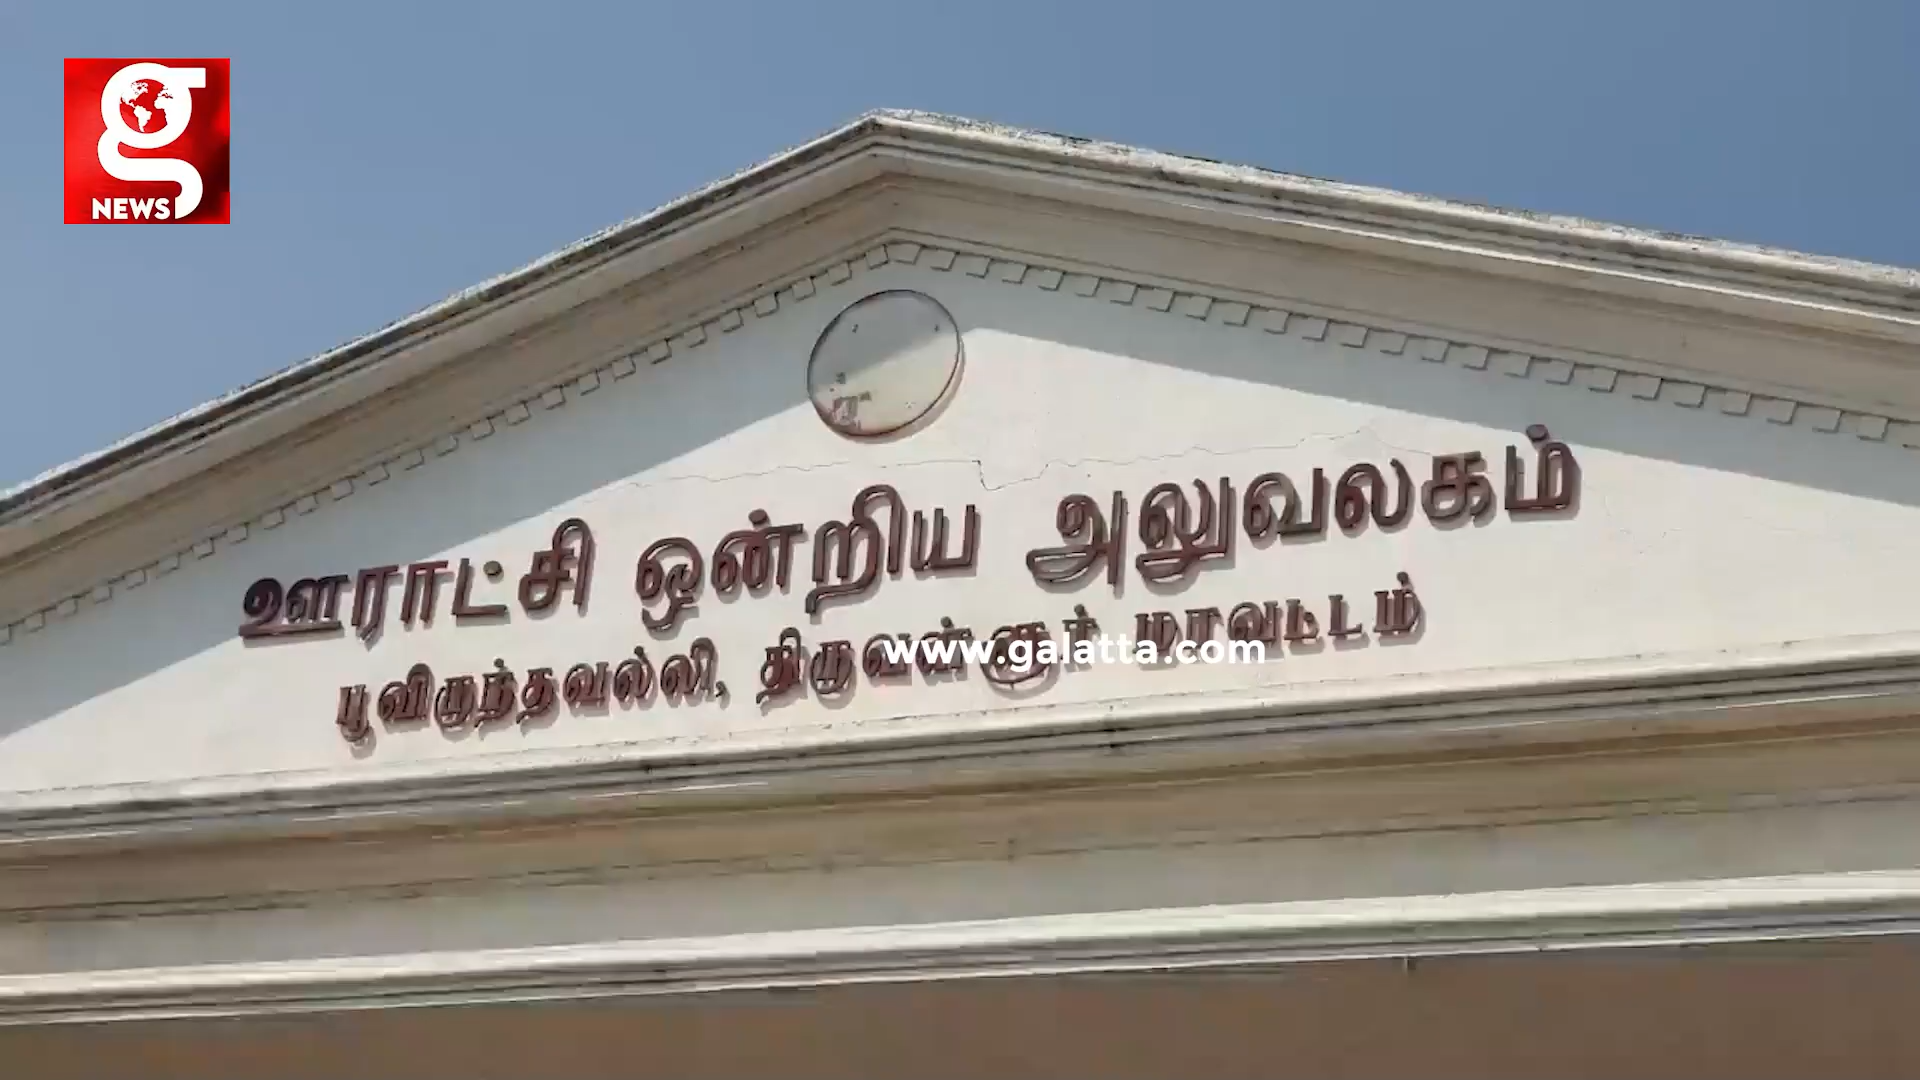 g
NEWS
ஊராட்சி ஒன்றிய அலுவலகம்
பூவிருந்தவல்லி, திருவள்ளூர் மாவட்டம்
www.galatta.com